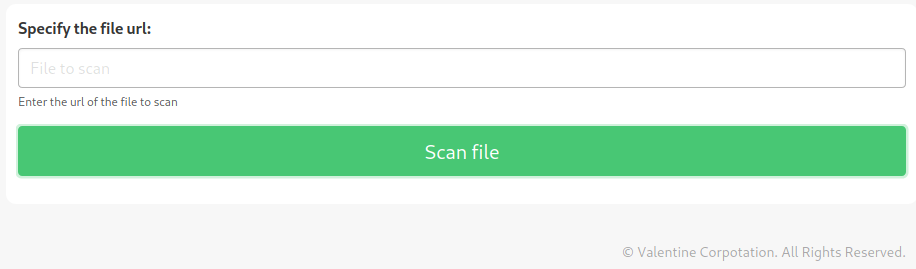 Specify the file url:
File to scan
Enter the url of the file to scan
Scan file
© Valentine Corpotation. All Rights Reserved.